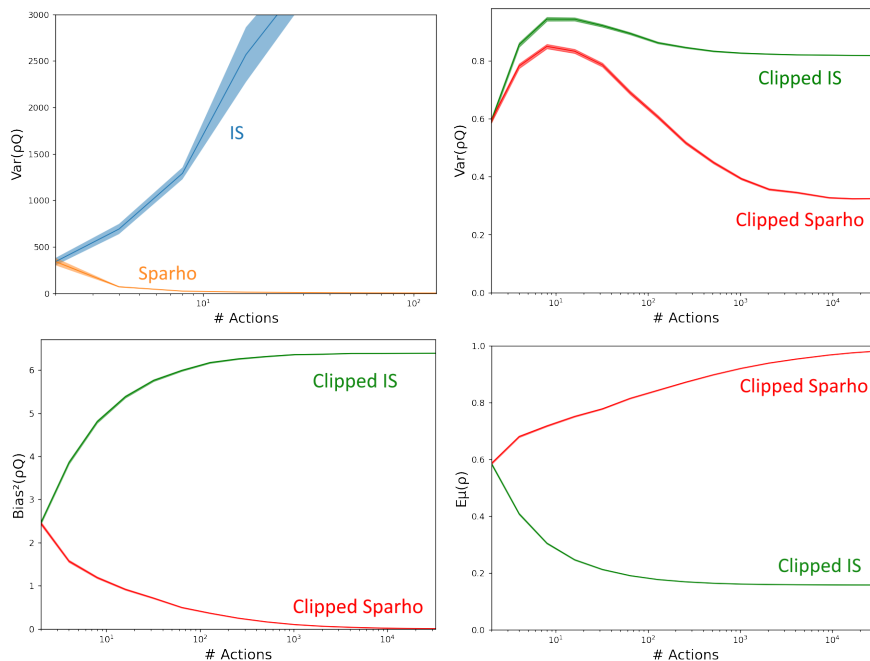 3000
2500
2000
1500
1000
500
0
Var(ρQ)
IS
Sparho
10¹
10²
# Actions
0.8
0.6
0.4
0.2
0.0
Var(ρQ)
Clipped IS
Clipped Sparho
10¹
10²
10³
10⁴
# Actions
6
5
4
3
2
1
0
Bias²(ρQ)
Clipped IS
Clipped Sparho
10¹
10²
10³
10⁴
# Actions
1.0
0.8
0.6
0.4
0.2
0.0
Eμ(ρ)
Clipped Sparho
Clipped IS
10¹
10²
10³
10⁴
# Actions